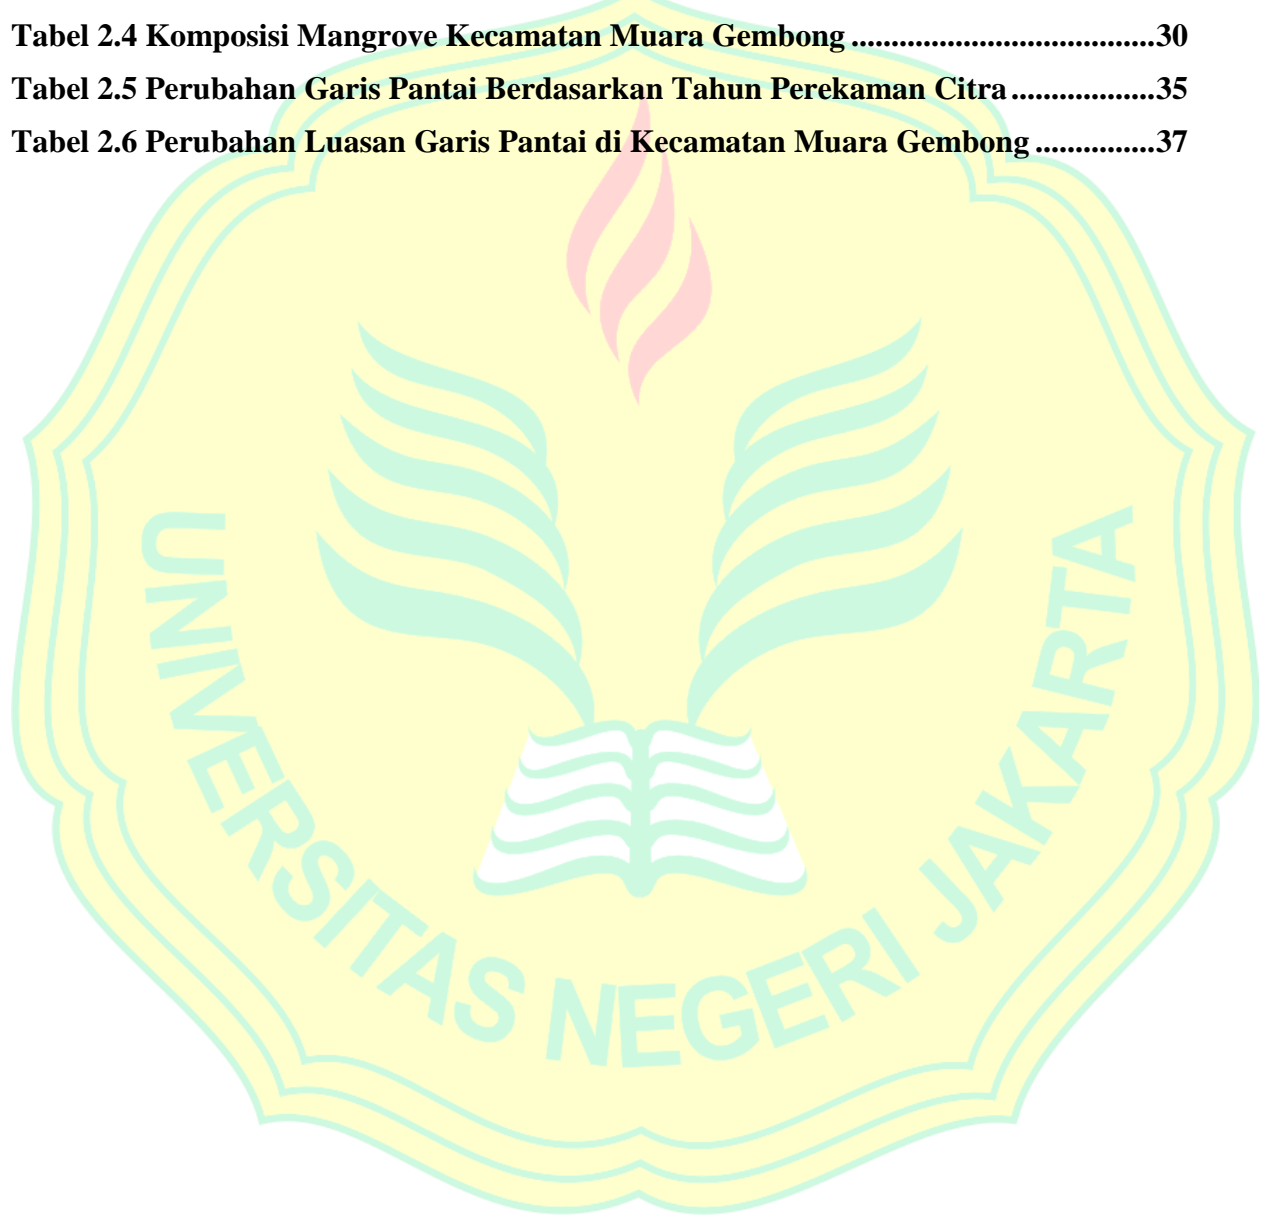 Tabel 2.4 Komposisi Mangrove Kecamatan Muara Gembong ...................................30
Tabel 2.5 Perubahan Garis Pantai Berdasarkan Tahun Perekaman Citra ..................35
Tabel 2.6 Perubahan Luasan Garis Pantai di Kecamatan Muara Gembong ...............37
UNIVERSITAS NEGERI JAKARTA